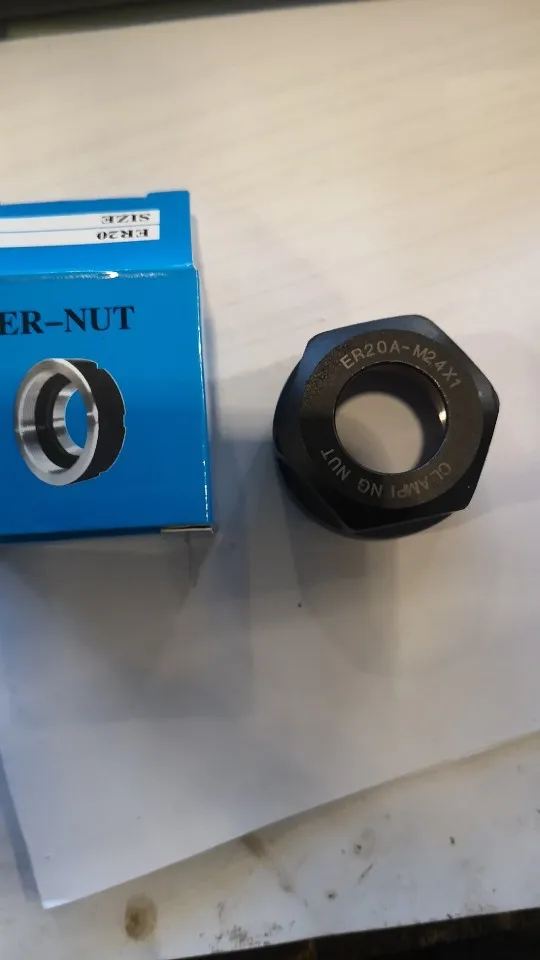 SIZE
ER20
ER-NUT
ER20A-M24X1
CLAMPING NUT